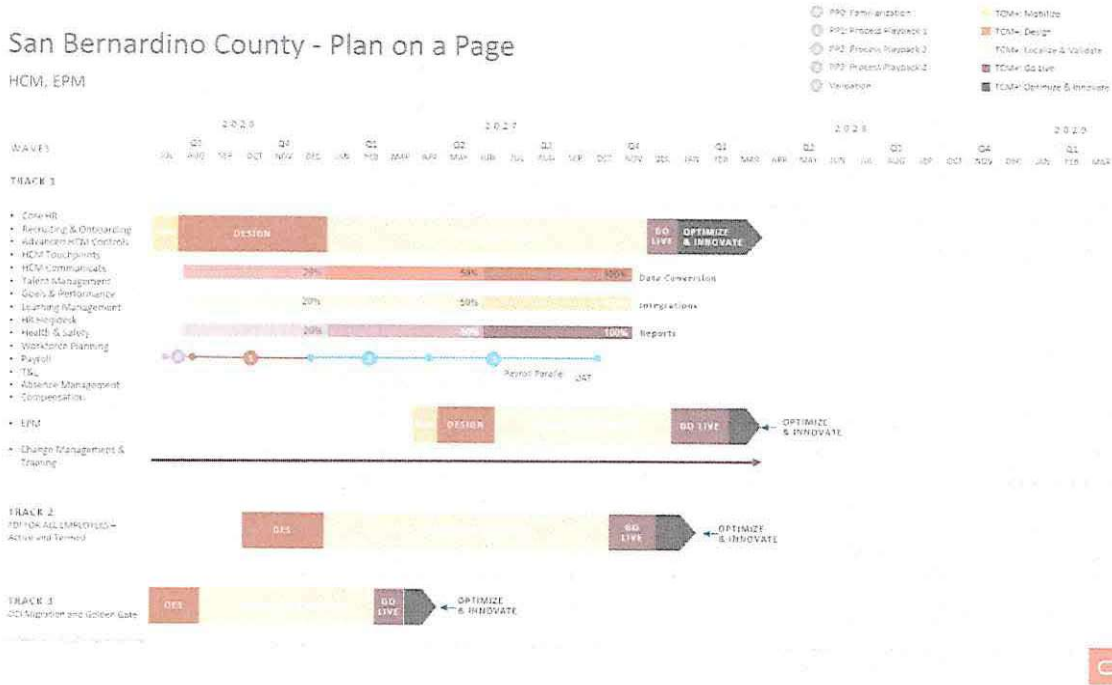 San Bernardino County - Plan on a Page
HCM, EPM
PP0: Familiarization
PP1: Process Playback 1
PP2: Process Playback 2
Validation
TCM+: Mobilize
TCM+: Design
TCM+: Localize & Validate
TCM+: Go Live
TCM+: Optimize & Innovate
2027
WAVES
Q3 Q4 Q1 Q2 Q3 Q4 Q1 Q2 Q3 Q4 Q1
JUL AUG SEP OCT NOV DEC JAN FEB MAR APR MAY JUN JUL AUG SEP OCT NOV DEC JAN FEB MAR APR MAY JUN JUL AUG SEP OCT NOV DEC JAN FEB MAR
TRACK 1
• Core HR
• Recruiting & Onboarding
• Advanced HCM Controls
• HCM Touchpoints
• HCM Communicate
• Talent Management
• Goals & Performance
• Learning Management
• HR Helpdesk
• Health & Safety
• Workforce Planning
• Payroll
• T&L
• Absence Management
• Compensation
DESIGN
GO LIVE
OPTIMIZE & INNOVATE
20% 50% 100% Data Conversion
20% 50% Integrations
20% 50% 100% Reports
Payroll Parallel UAT
• EPM
DESIGN
GO LIVE
OPTIMIZE & INNOVATE
• Change Management & Training
TRACK 2
FOR ALL EMPLOYEES –
Active and Termed
DES
GO LIVE
OPTIMIZE & INNOVATE
TRACK 3
OCI Migration and Golden Gate
DES
GO LIVE
OPTIMIZE & INNOVATE